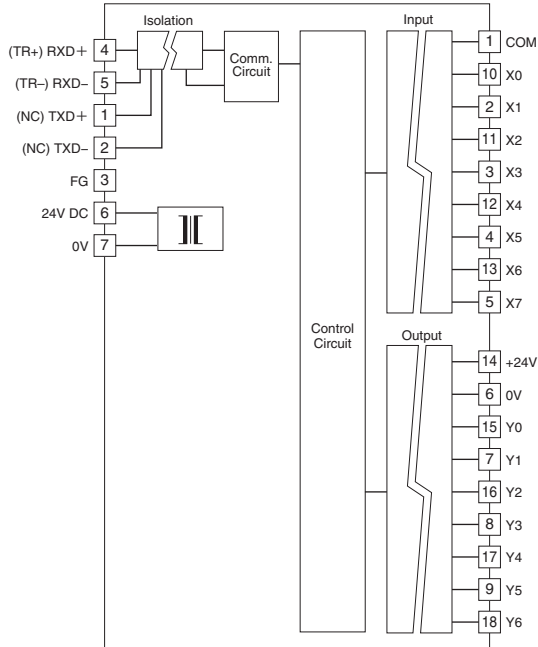 Isolation
Input
(TR+) RXD+ 4
(TR−) RXD− 5
(NC) TXD+ 1
(NC) TXD− 2
FG 3
24V DC 6
0V 7
Comm.
Circuit
Control
Circuit
1 COM
10 X0
2 X1
11 X2
3 X3
12 X4
4 X5
13 X6
5 X7
Output
14 +24V
6 0V
15 Y0
7 Y1
16 Y2
8 Y3
17 Y4
9 Y5
18 Y6